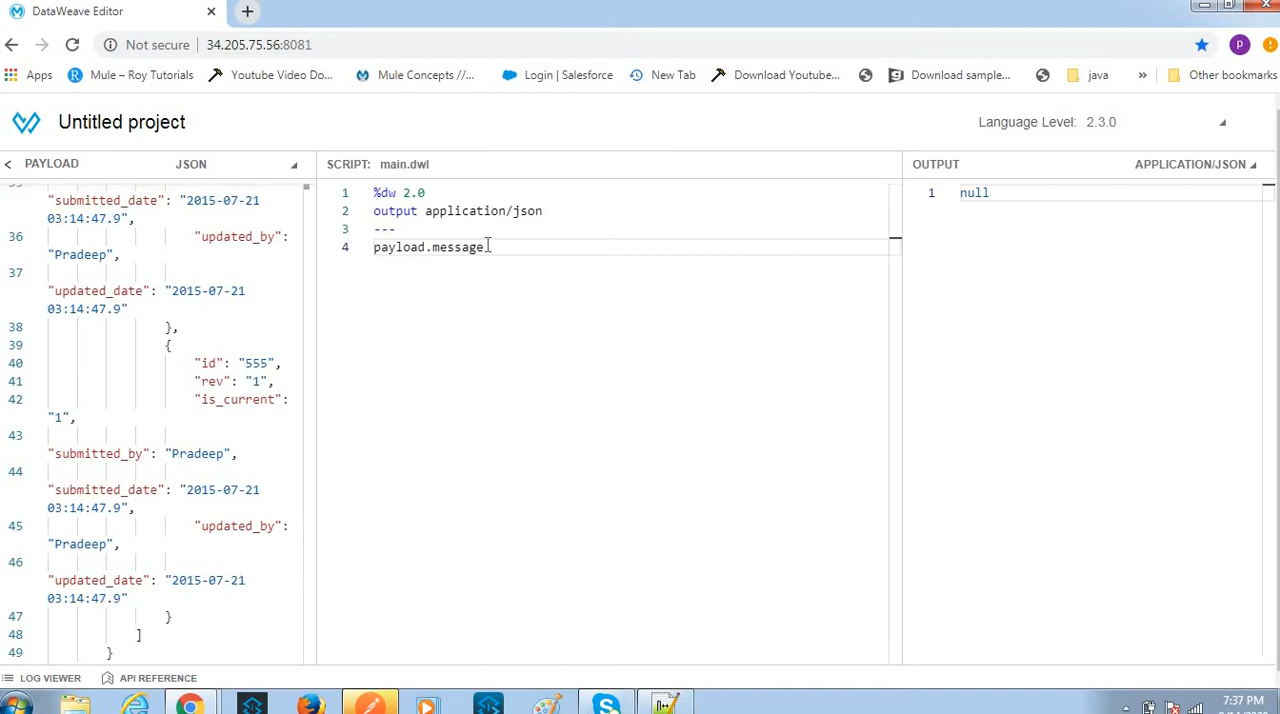 DataWeave Editor
Not secure | 34.205.75.56:8081
Apps Mule – Roy Tutorials Youtube Video Do... Mule Concepts //... Login | Salesforce New Tab Download Youtube... Download sample... java » Other bookmarks
Untitled project
Language Level: 2.3.0
PAYLOAD JSON SCRIPT: main.dwl OUTPUT APPLICATION/JSON
"submitted_date": "2015-07-21
03:14:47.9",
36 "updated_by":
"Pradeep",
37
"updated_date": "2015-07-21
03:14:47.9"
38 },
39 {
40 "id": "555",
41 "rev": "1",
42 "is_current":
"1",
43
"submitted_by": "Pradeep",
44
"submitted_date": "2015-07-21
03:14:47.9",
45 "updated_by":
"Pradeep",
46
"updated_date": "2015-07-21
03:14:47.9"
47 }
48 ]
49 }
1 %dw 2.0
2 output application/json
3 ---
4 payload.message
1 null
LOG VIEWER API REFERENCE
7:37 PM